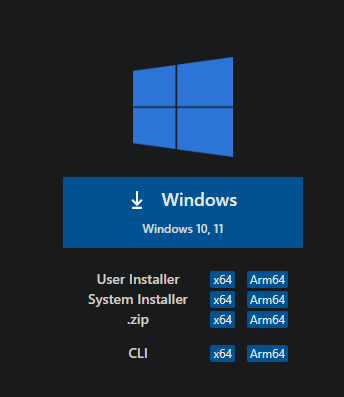 Windows
Windows 10, 11
User Installer x64 Arm64
System Installer x64 Arm64
.zip x64 Arm64
CLI x64 Arm64